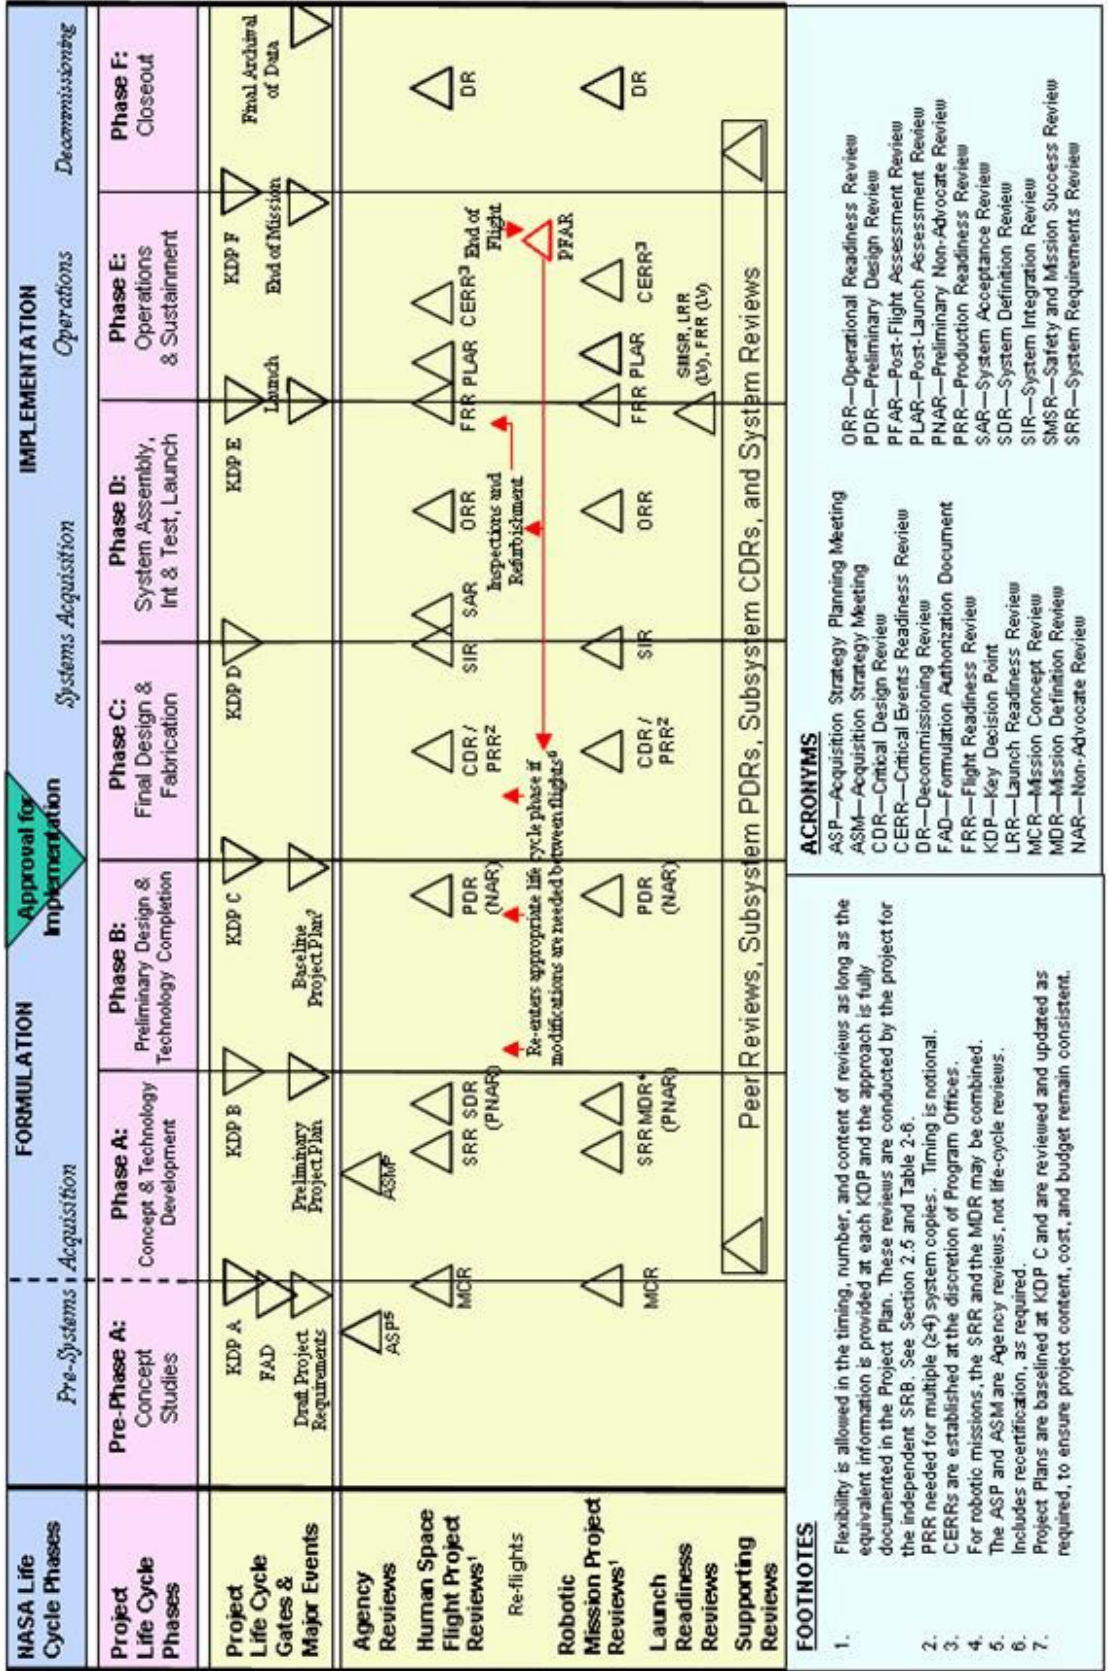 NASA Life
Cycle Phases
FORMULATION
Approval for
Implementation
IMPLEMENTATION
Pre-Systems Acquisition
Systems Acquisition
Operations
Decommissioning
Project
Life Cycle
Phases
Pre-Phase A:
Concept
Studies
Phase A:
Concept & Technology
Development
Phase B:
Preliminary Design &
Technology Completion
Phase C:
Final Design &
Fabrication
Phase D:
System Assembly,
Int & Test, Launch
Phase E:
Operations
& Sustainment
Phase F:
Closeout
Project
Life Cycle
Gates &
Major Events
KDP A
FAD
Draft Project
Requirements
KDP B
Preliminary
Project Plan
KDP C
Baseline
Project Plan⁷
KDP D
KDP E
Launch
KDP F
End of Mission
Final Archival
of Data
Agency
Reviews
ASP⁵
ASM⁵
Human Space
Flight Project
Reviews¹
MCR
SRR SDR
(PNAR)
PDR
(NAR)
CDR /
PRR²
SIR
SAR
ORR
FRR PLAR CERR³
End of
Flight
DR
Re-flights
Re-enters appropriate life cycle phase if
modifications are needed between flights⁶
Inspections and
Refurbishment
PFAR
Robotic
Mission Project
Reviews¹
MCR
SRR MDR⁴
(PNAR)
PDR
(NAR)
CDR /
PRR²
SIR
ORR
FRR PLAR
CERR³
DR
Launch
Readiness
Reviews
SMSR, LRR
(LV), FRR (LV)
Supporting
Reviews
Peer Reviews, Subsystem PDRs, Subsystem CDRs, and System Reviews
FOOTNOTES
1. Flexibility is allowed in the timing, number, and content of reviews as long as the
equivalent information is provided at each KDP and the approach is fully
documented in the Project Plan. These reviews are conducted by the project for
the independent SRB. See Section 2.5 and Table 2-6.
2. PRR needed for multiple (≥4) system copies. Timing is notional.
3. CERRs are established at the discretion of Program Offices.
4. For robotic missions, the SRR and the MDR may be combined.
5. The ASP and ASM are Agency reviews, not life-cycle reviews.
6. Includes recertification, as required.
7. Project Plans are baselined at KDP C and are reviewed and updated as
required, to ensure project content, cost, and budget remain consistent.
ACRONYMS
ASP—Acquisition Strategy Planning Meeting
ASM—Acquisition Strategy Meeting
CDR—Critical Design Review
CERR—Critical Events Readiness Review
DR—Decommissioning Review
FAD—Formulation Authorization Document
FRR—Flight Readiness Review
KDP—Key Decision Point
LRR—Launch Readiness Review
MCR—Mission Concept Review
MDR—Mission Definition Review
NAR—Non-Advocate Review
ORR—Operational Readiness Review
PDR—Preliminary Design Review
PFAR—Post-Flight Assessment Review
PLAR—Post-Launch Assessment Review
PNAR—Preliminary Non-Advocate Review
PRR—Production Readiness Review
SAR—System Acceptance Review
SDR—System Definition Review
SIR—System Integration Review
SMSR—Safety and Mission Success Review
SRR—System Requirements Review